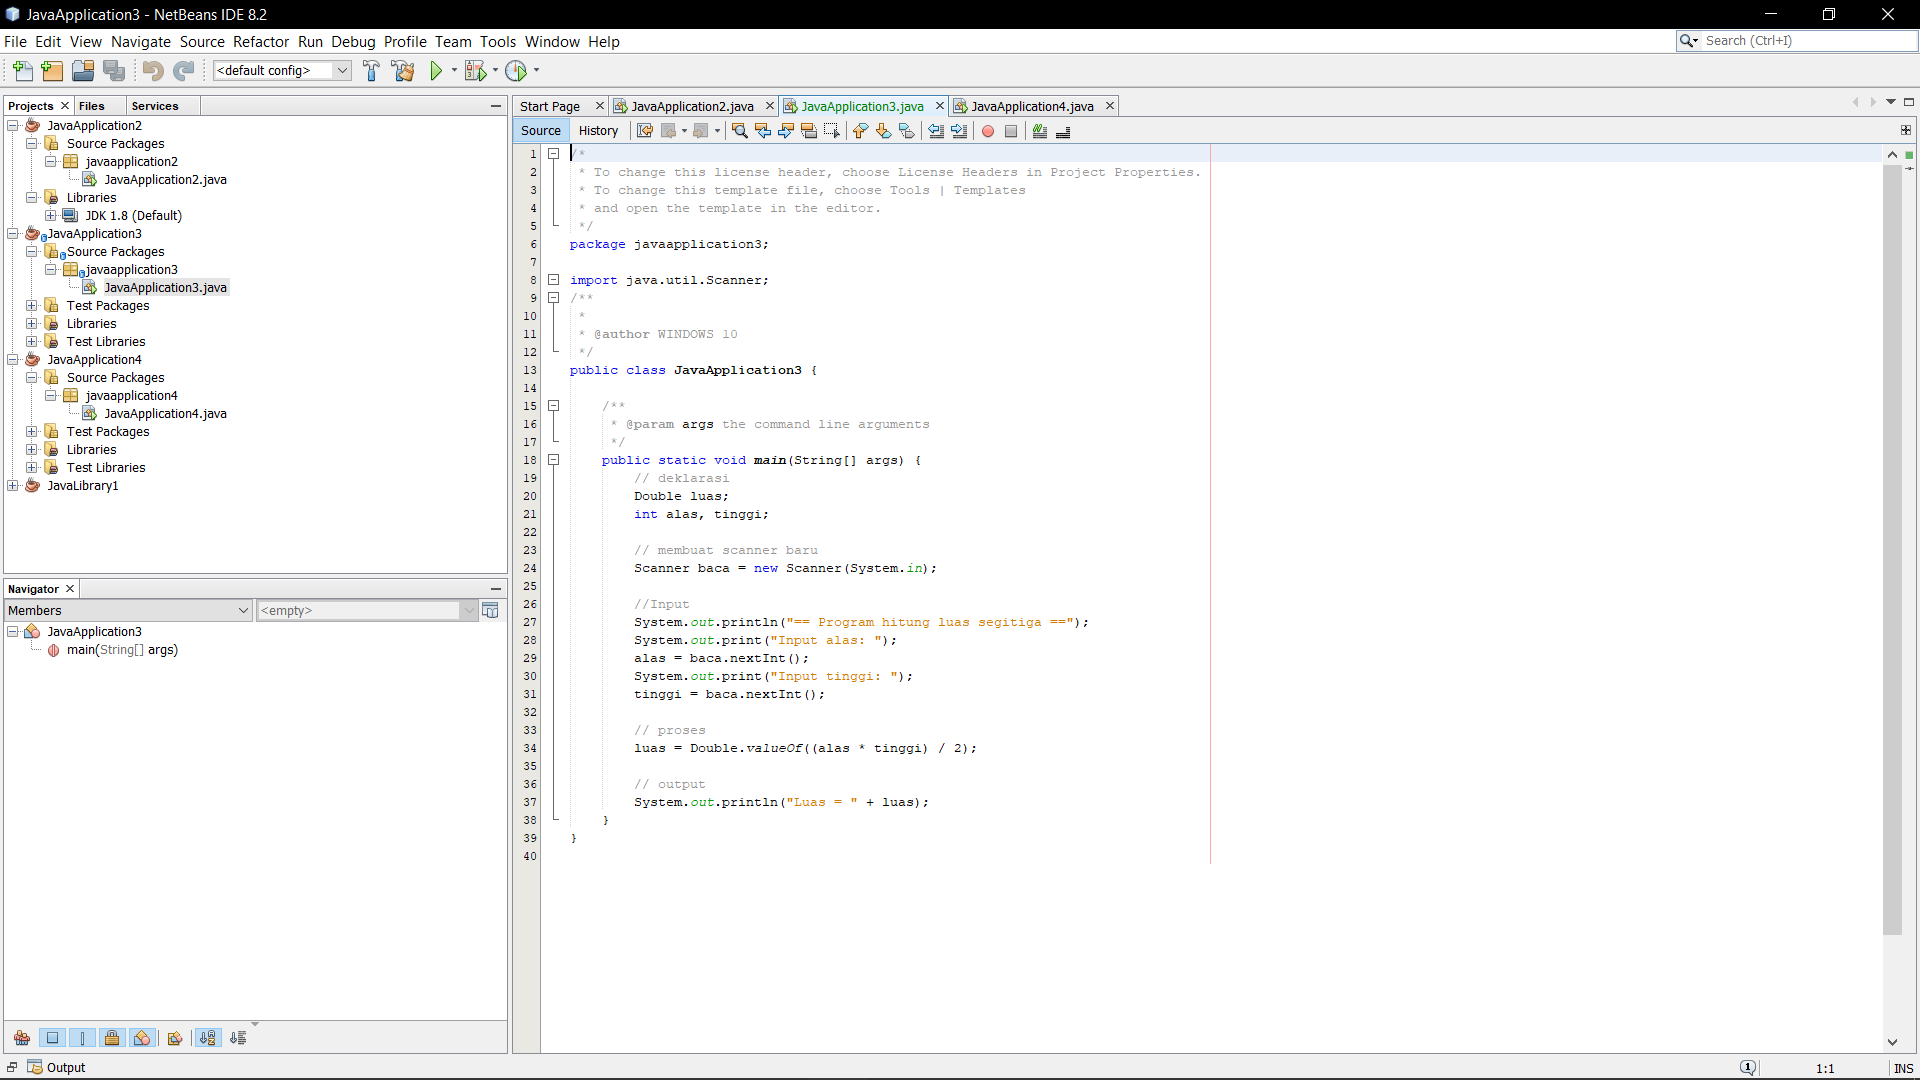 JavaApplication3 - NetBeans IDE 8.2
File Edit View Navigate Source Refactor Run Debug Profile Team Tools Window Help
Search (Ctrl+I)
<default config>
Projects Files Services
JavaApplication2
Source Packages
javaapplication2
JavaApplication2.java
Libraries
JDK 1.8 (Default)
JavaApplication3
Source Packages
javaapplication3
JavaApplication3.java
Test Packages
Libraries
Test Libraries
JavaApplication4
Source Packages
javaapplication4
JavaApplication4.java
Test Packages
Libraries
Test Libraries
JavaLibrary1
Navigator
Members <empty>
JavaApplication3
main(String[] args)
Start Page JavaApplication2.java JavaApplication3.java JavaApplication4.java
Source History
1 /*
2 * To change this license header, choose License Headers in Project Properties.
3 * To change this template file, choose Tools | Templates
4 * and open the template in the editor.
5 */
6 package javaapplication3;
7
8 import java.util.Scanner;
9 /**
10 *
11 * @author WINDOWS 10
12 */
13 public class JavaApplication3 {
14
15 /**
16 * @param args the command line arguments
17 */
18 public static void main(String[] args) {
19 // deklarasi
20 Double luas;
21 int alas, tinggi;
22
23 // membuat scanner baru
24 Scanner baca = new Scanner(System.in);
25
26 //Input
27 System.out.println("== Program hitung luas segitiga ==");
28 System.out.print("Input alas: ");
29 alas = baca.nextInt();
30 System.out.print("Input tinggi: ");
31 tinggi = baca.nextInt();
32
33 // proses
34 luas = Double.valueOf((alas * tinggi) / 2);
35
36 // output
37 System.out.println("Luas = " + luas);
38 }
39 }
40
Output
1:1 INS